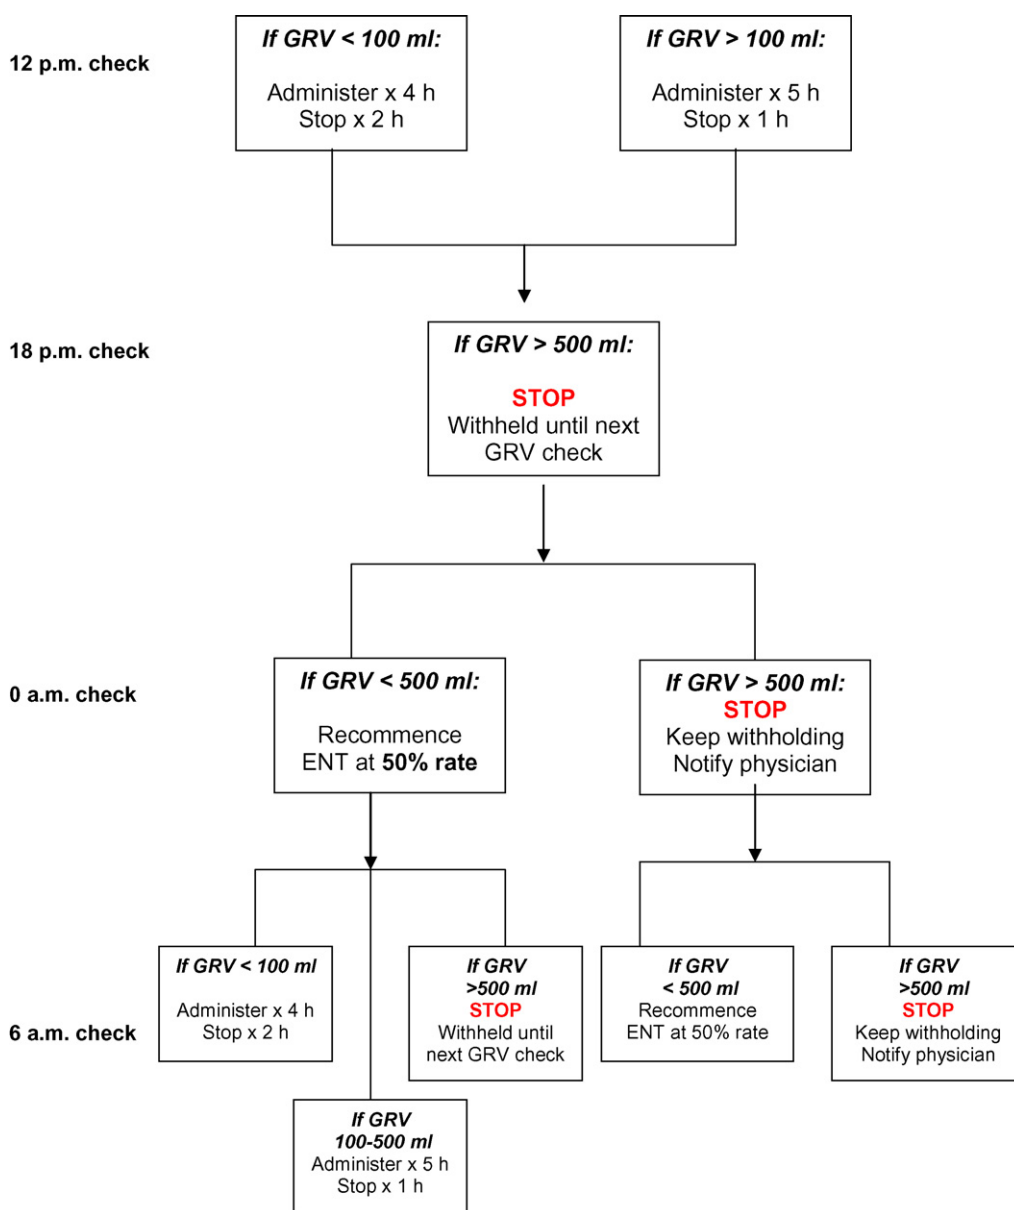 12 p.m. check
If GRV < 100 ml:
Administer x 4 h
Stop x 2 h
If GRV > 100 ml:
Administer x 5 h
Stop x 1 h
18 p.m. check
If GRV > 500 ml:
STOP
Withheld until next
GRV check
0 a.m. check
If GRV < 500 ml:
Recommence
ENT at 50% rate
If GRV > 500 ml:
STOP
Keep withholding
Notify physician
6 a.m. check
If GRV < 100 ml
Administer x 4 h
Stop x 2 h
If GRV
100-500 ml
Administer x 5 h
Stop x 1 h
If GRV
>500 ml
STOP
Withheld until
next GRV check
If GRV
< 500 ml
Recommence
ENT at 50% rate
If GRV
>500 ml
STOP
Keep withholding
Notify physician